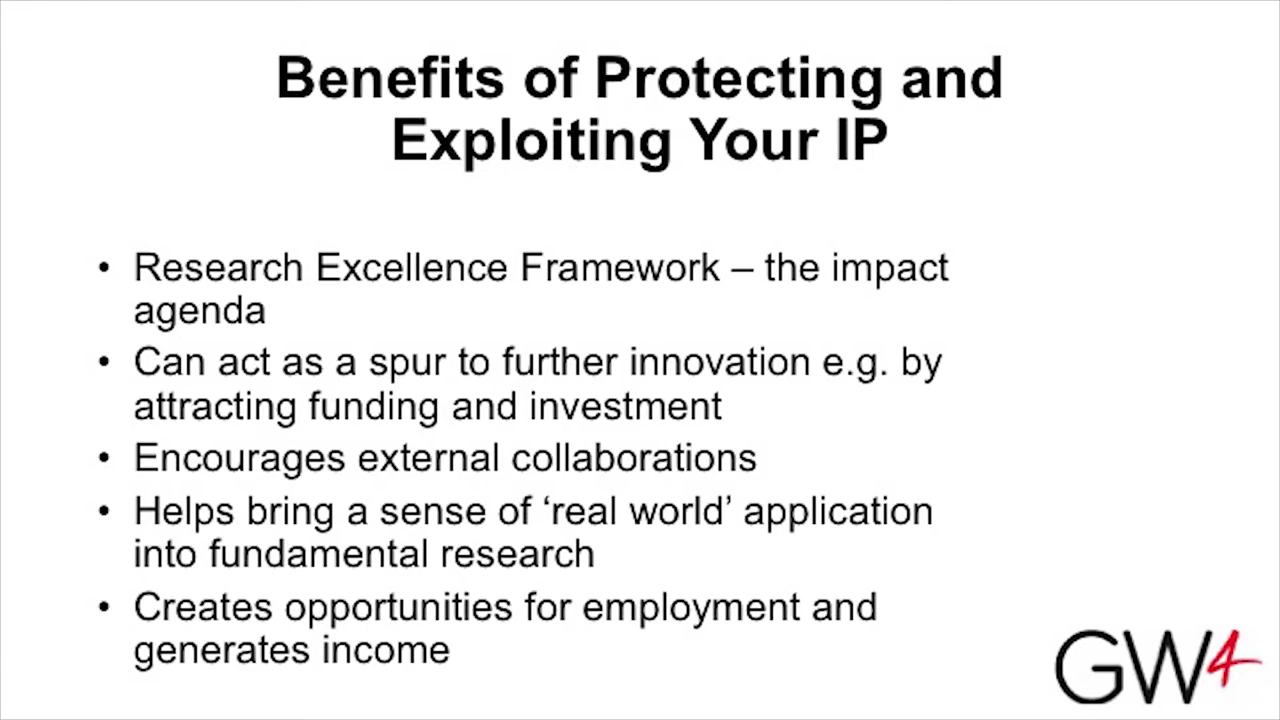 Benefits of Protecting and
Exploiting Your IP
• Research Excellence Framework – the impact
agenda
• Can act as a spur to further innovation e.g. by
attracting funding and investment
• Encourages external collaborations
• Helps bring a sense of ‘real world’ application
into fundamental research
• Creates opportunities for employment and
generates income
GW4